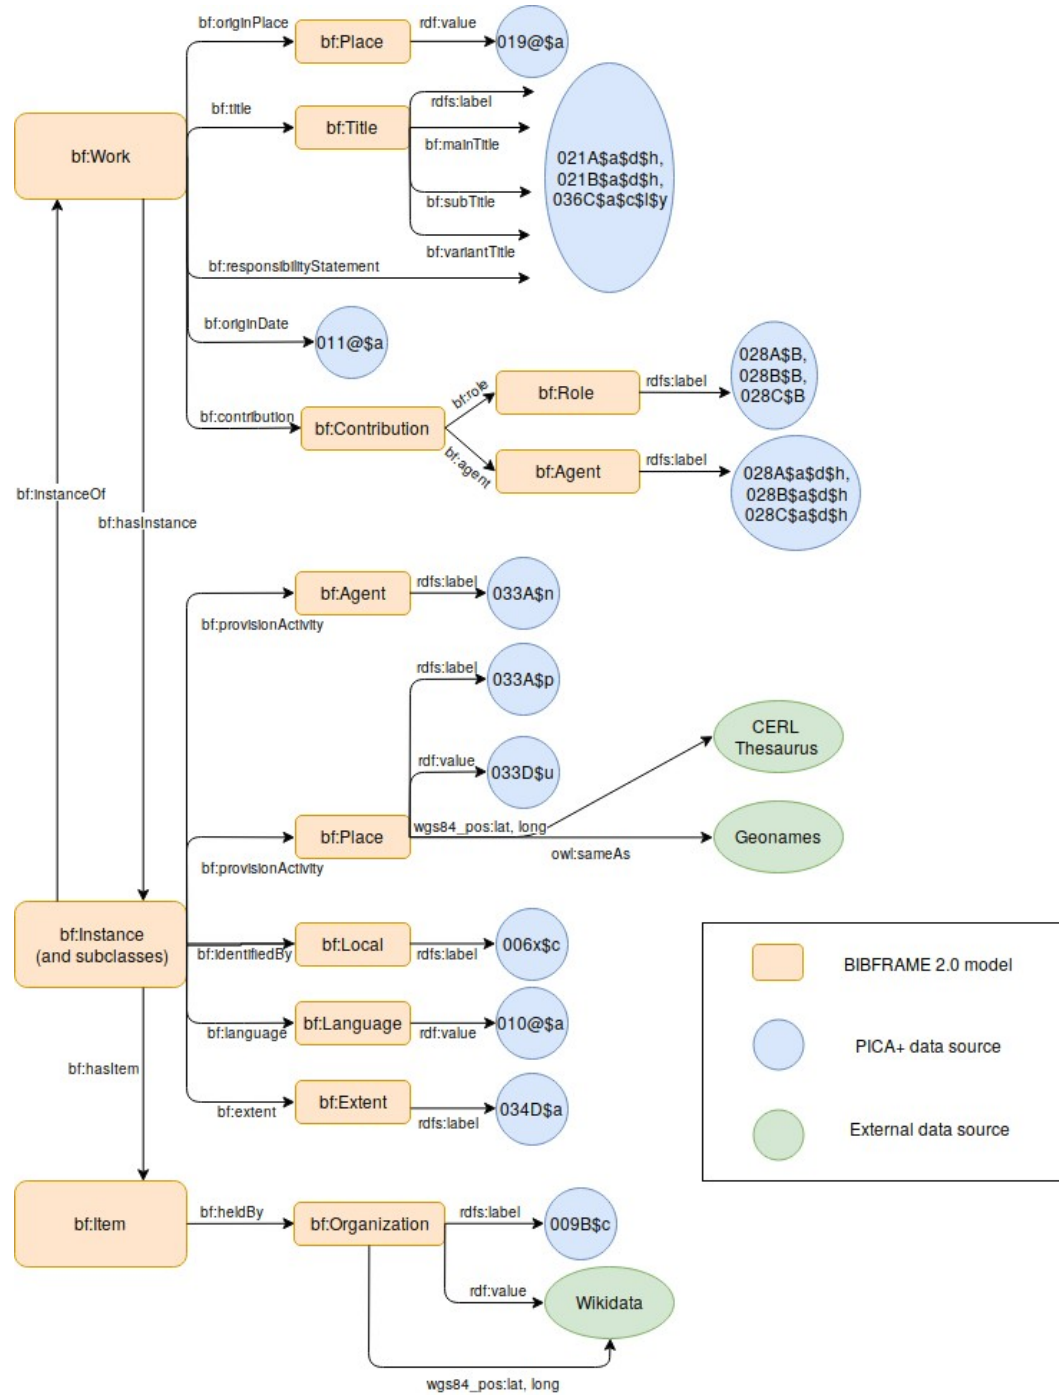 bf:originPlace
rdf:value
bf:Place
019@$a
bf:title
rdfs:label
bf:Title
bf:mainTitle
bf:Work
021A$a$d$h,
021B$a$d$h,
036C$a$c$l$y
bf:subTitle
bf:variantTitle
bf:responsibilityStatement
bf:originDate
011@$a
028A$B,
028B$B,
028C$B
bf:role
rdfs:label
bf:Role
bf:contribution
bf:Contribution
bf:agent
rdfs:label
bf:Agent
028A$a$d$h,
028B$a$d$h
028C$a$d$h
bf:instanceOf
bf:hasInstance
rdfs:label
bf:Agent
033A$n
bf:provisionActivity
rdfs:label
033A$p
CERL
Thesaurus
rdf:value
033D$u
wgs84_pos:lat, long
bf:Place
Geonames
owl:sameAs
bf:provisionActivity
bf:Instance
(and subclasses)
bf:identifiedBy
bf:Local
rdfs:label
006x$c
BIBFRAME 2.0 model
bf:language
bf:Language
rdf:value
010@$a
PICA+ data source
bf:hasItem
bf:extent
bf:Extent
rdfs:label
034D$a
External data source
bf:Item
bf:heldBy
bf:Organization
rdfs:label
009B$c
rdf:value
Wikidata
wgs84_pos:lat, long